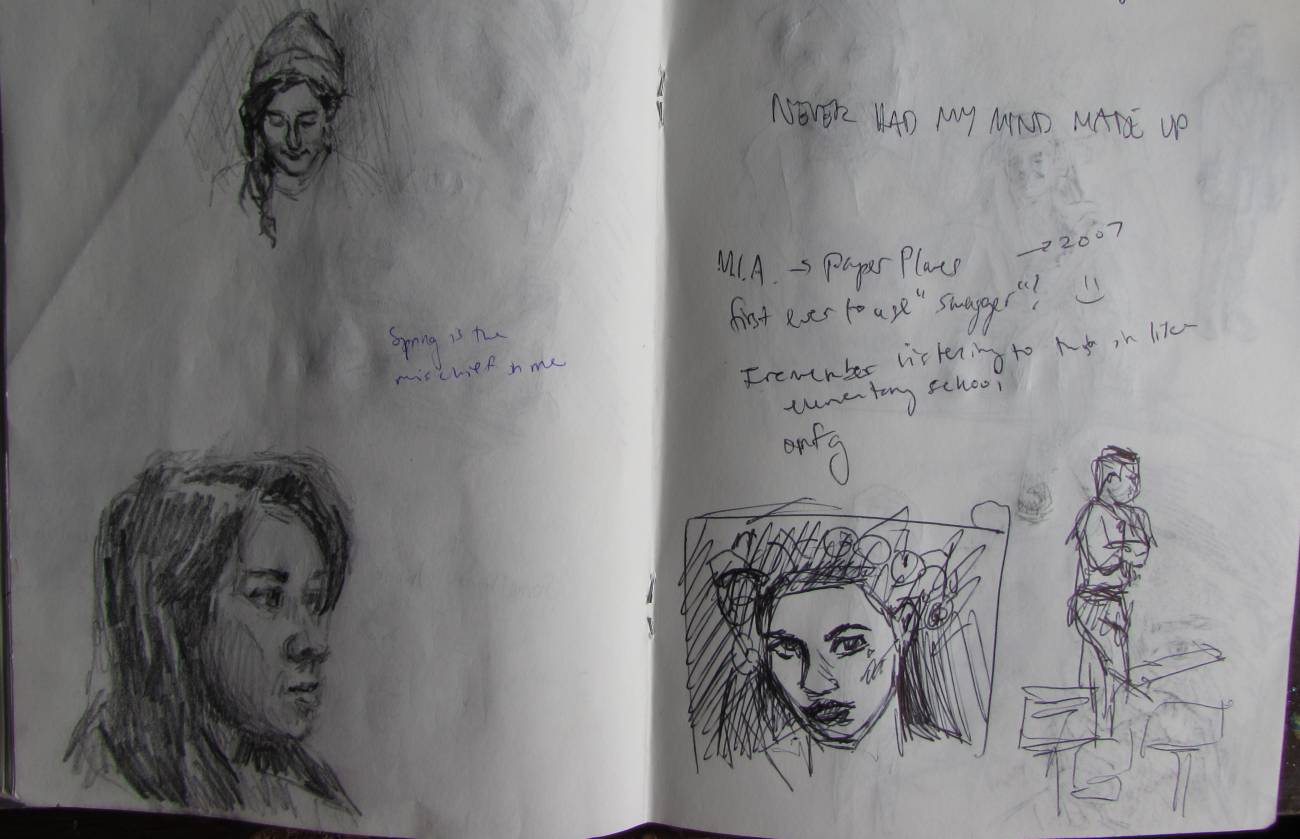 Spring is the
mischief in me
NEVER HAD MY MIND MADE UP
M.I.A. → Paper Planes → 2007
first ever to use "swagger"?
I remember listening to this in like
elementary school
omfg